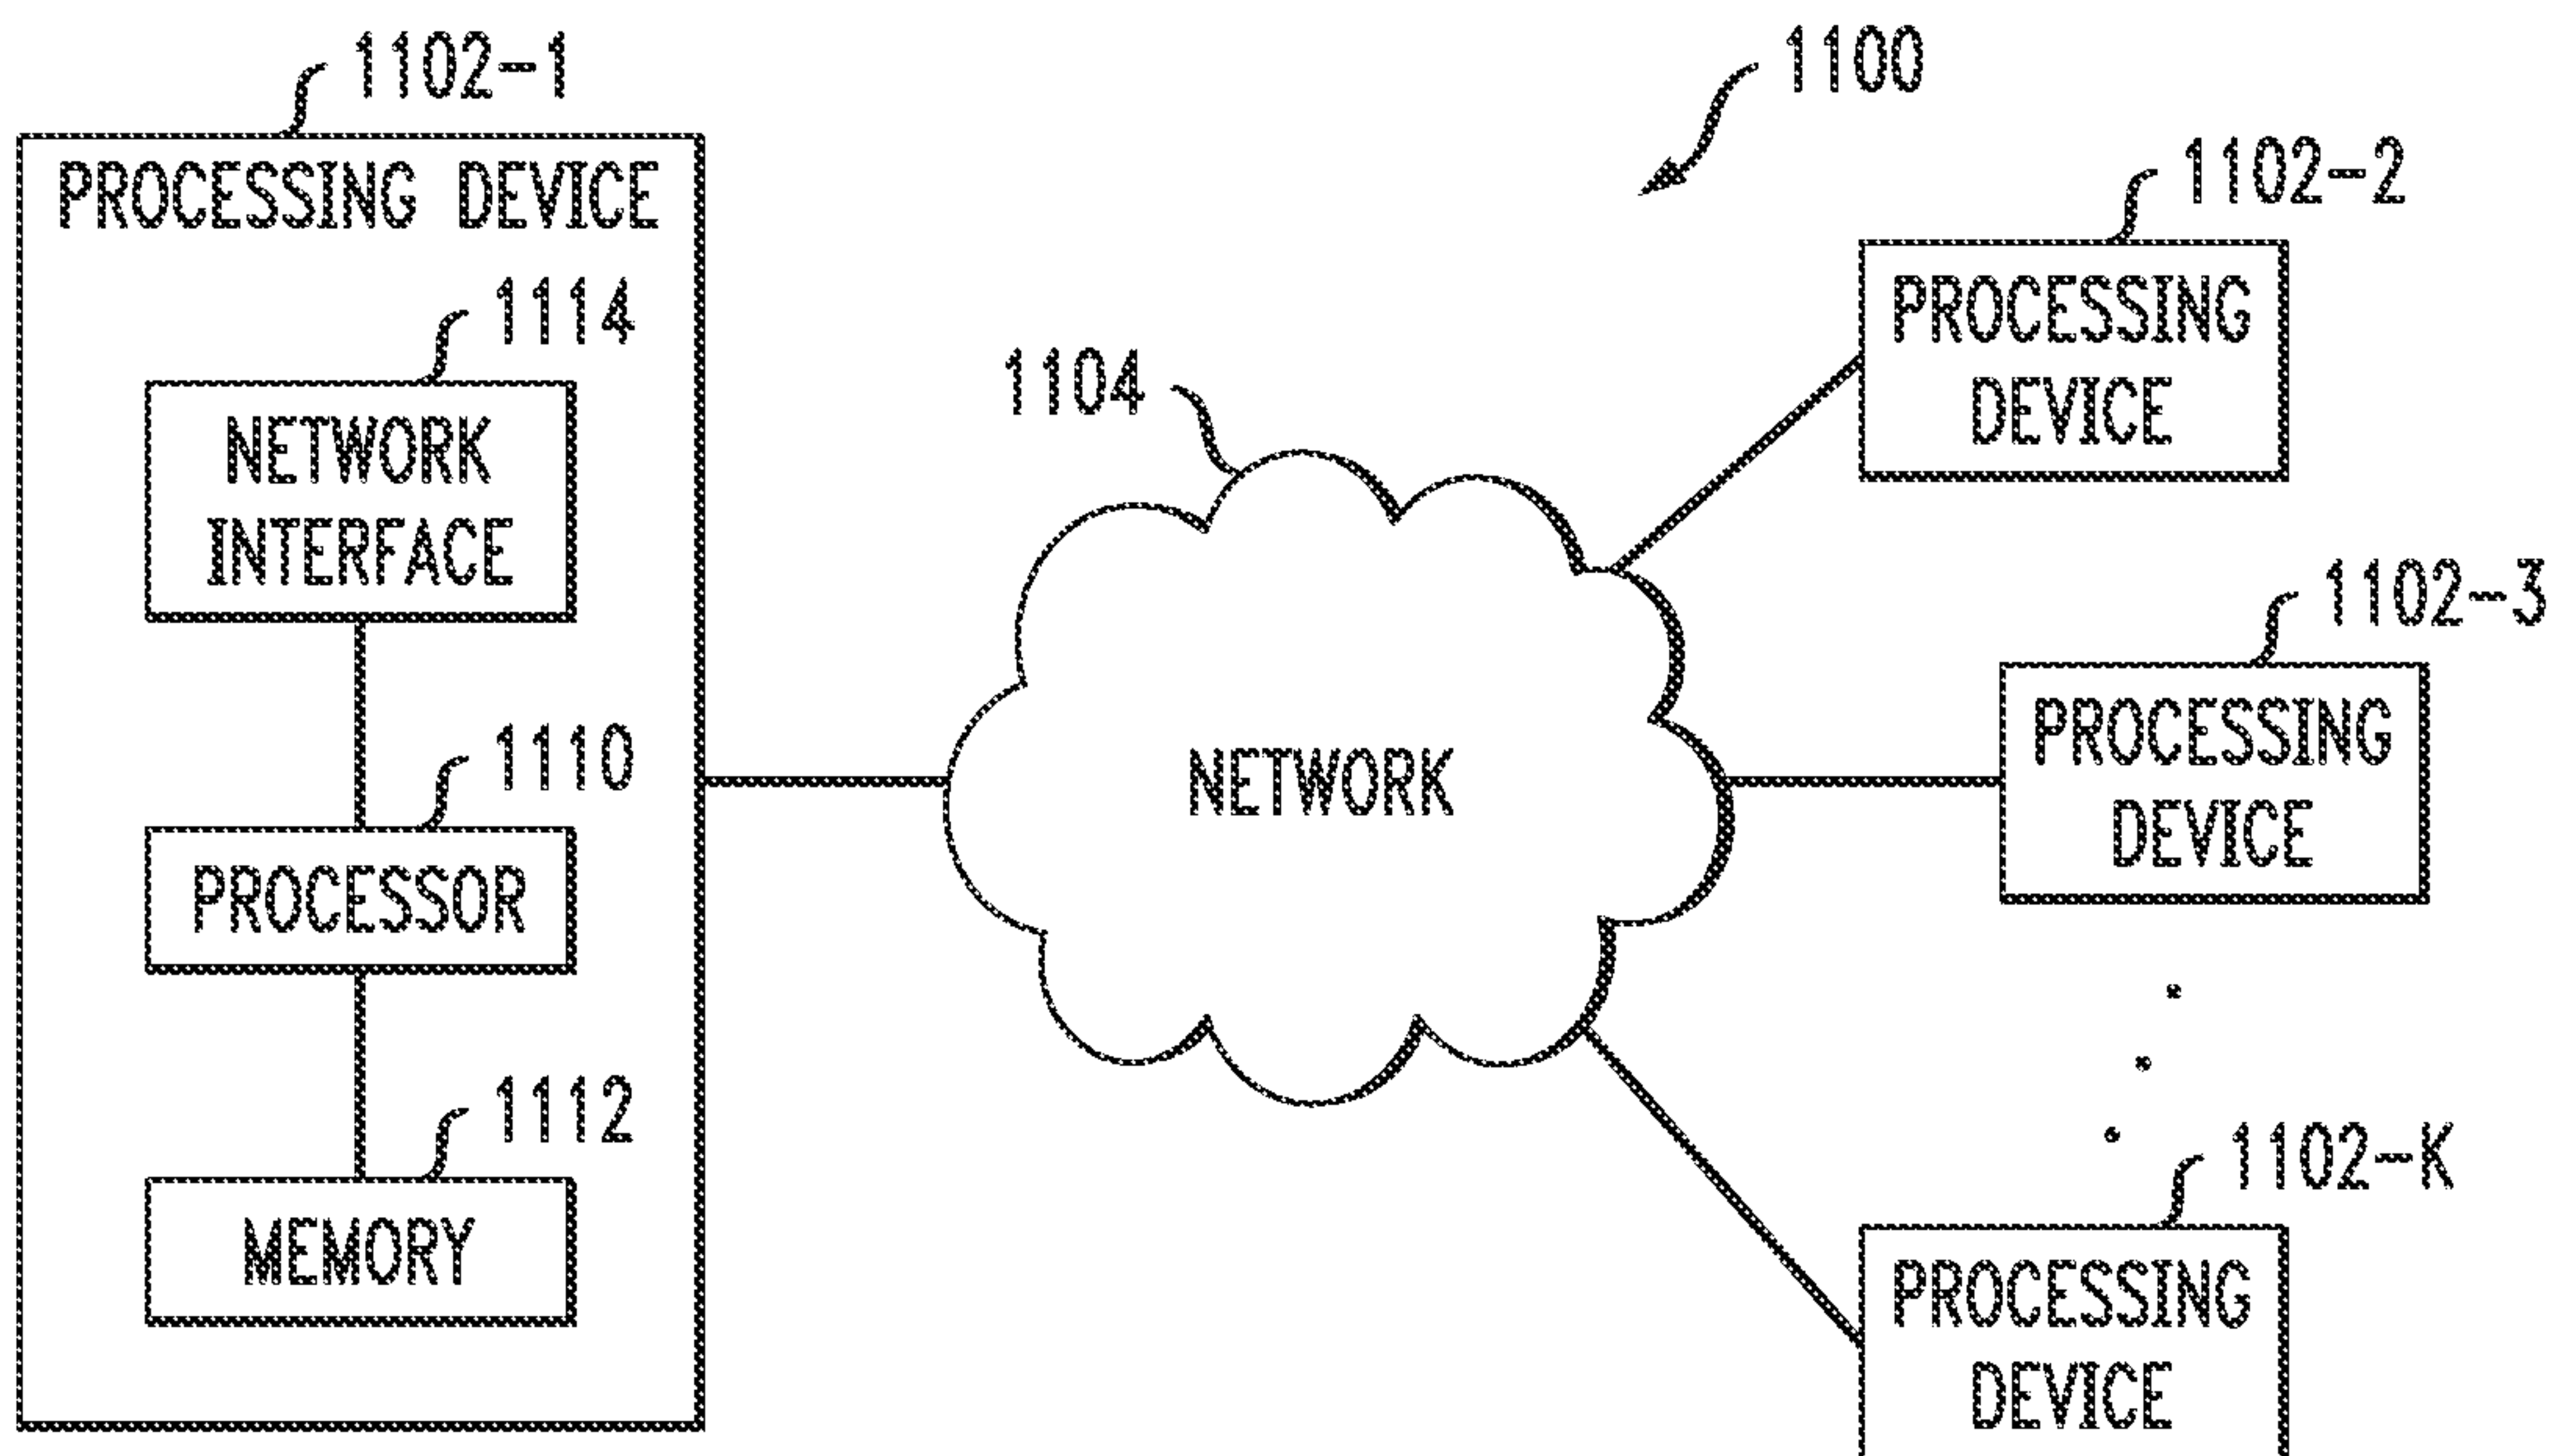 1102-1
PROCESSING DEVICE
1114
NETWORK
INTERFACE
1110
PROCESSOR
1112
MEMORY
1104
NETWORK
1100
1102-2
PROCESSING
DEVICE
1102-3
PROCESSING
DEVICE
1102-K
PROCESSING
DEVICE